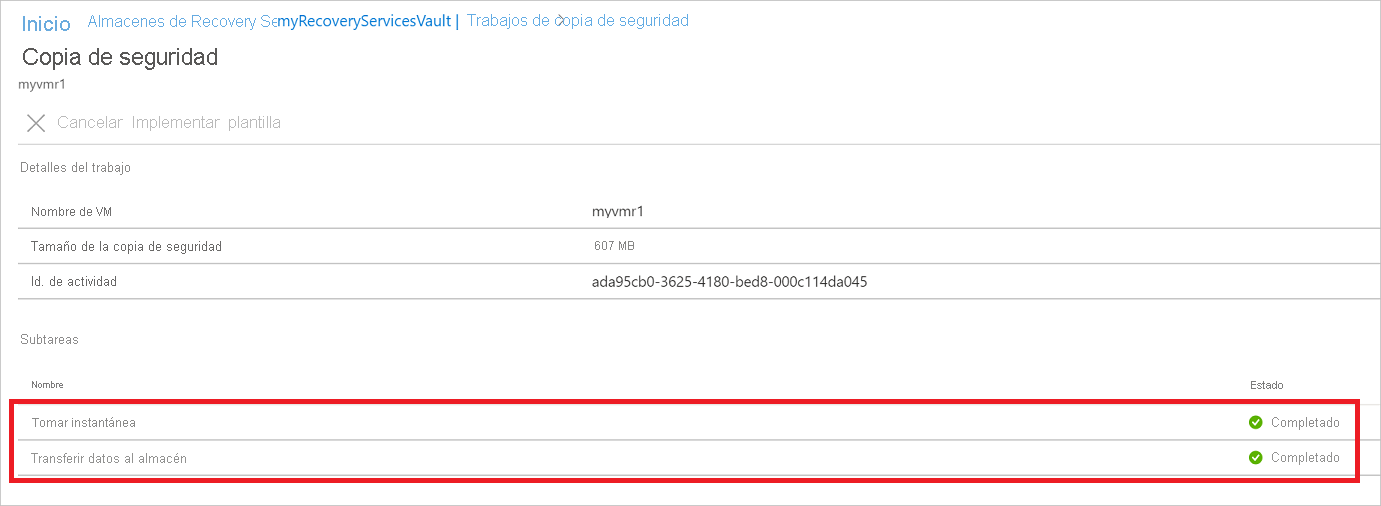 Inicio Almacenes de Recovery Se myRecoveryServicesVault | Trabajos de copia de seguridad
Copia de seguridad
myvmr1
Cancelar Implementar plantilla
Detalles del trabajo
Nombre de VM myvmr1
Tamaño de la copia de seguridad 607 MB
Id. de actividad ada95cb0-3625-4180-bed8-000c114da045
Subtareas
Nombre Estado
Tomar instantánea Completado
Transferir datos al almacén Completado